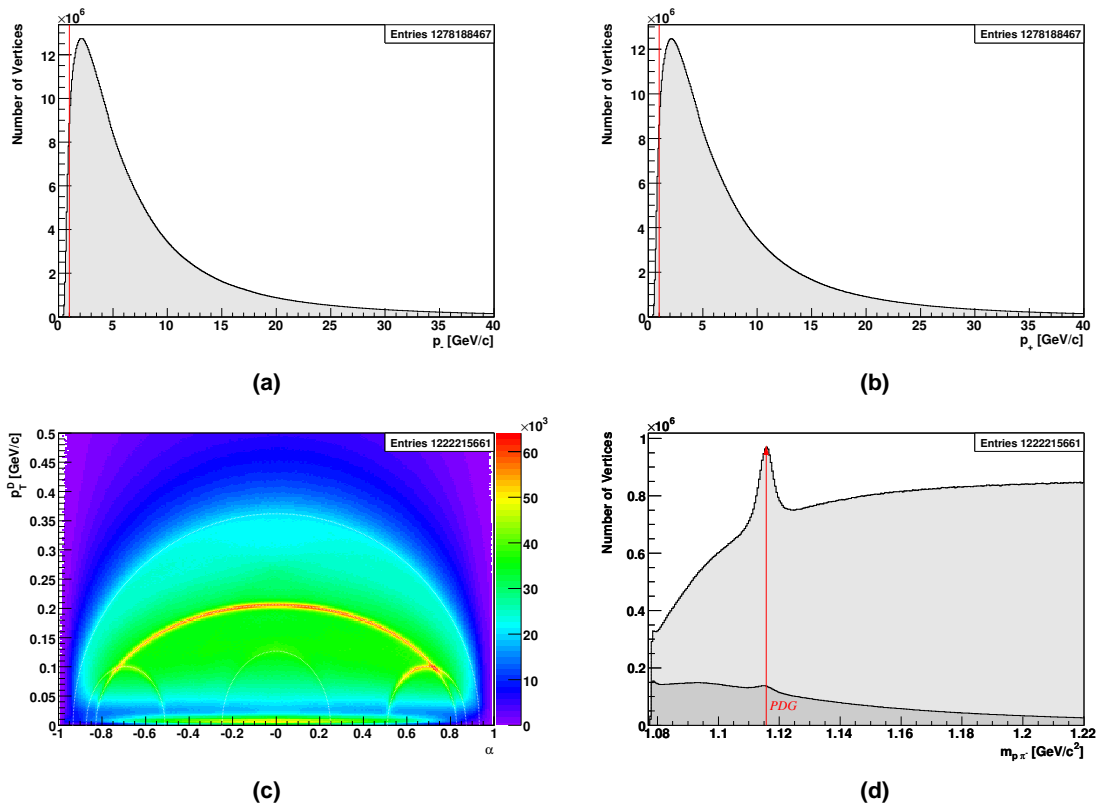 ×10⁶
Entries 1278188467
Number of Vertices
12
10
8
6
4
2
0
0 5 10 15 20 25 30 35 40
p₋ [GeV/c]
(a)
×10⁶
Entries 1278188467
Number of Vertices
12
10
8
6
4
2
0
0 5 10 15 20 25 30 35 40
p₊ [GeV/c]
(b)
×10³
Entries 1222215661
p_T^D [GeV/c]
0.5
0.45
0.4
0.35
0.3
0.25
0.2
0.15
0.1
0.05
0
-1 -0.8 -0.6 -0.4 -0.2 -0 0.2 0.4 0.6 0.8 1
α
60
50
40
30
20
10
0
(c)
×10⁶
Entries 1222215661
Number of Vertices
1
0.8
0.6
0.4
0.2
0
PDG
1.08 1.1 1.12 1.14 1.16 1.18 1.2 1.22
m_{p π⁻} [GeV/c²]
(d)